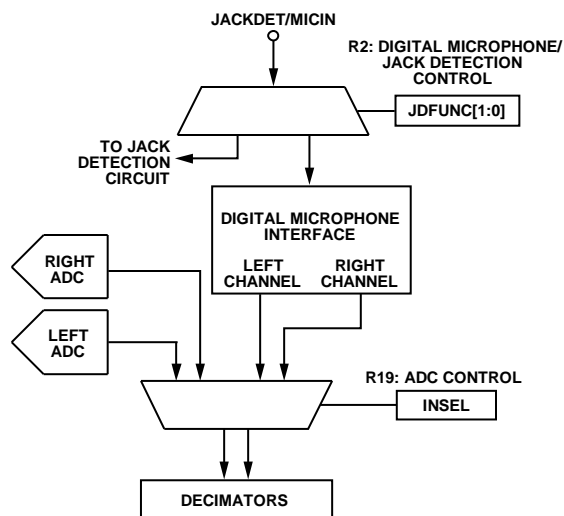 JACKDET/MICIN
R2: DIGITAL MICROPHONE/
JACK DETECTION
CONTROL
JDFUNC[1:0]
TO JACK
DETECTION
CIRCUIT
DIGITAL MICROPHONE
INTERFACE
LEFT
CHANNEL
RIGHT
CHANNEL
RIGHT
ADC
LEFT
ADC
R19: ADC CONTROL
INSEL
DECIMATORS